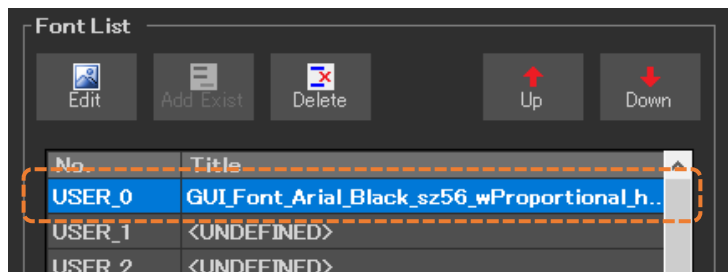 Font List
Edit Add Exist Delete Up Down
No. Title
USER_0 GUI_Font_Arial_Black_sz56_wProportional_h..
USER_1 <UNDEFINED>
USER_2 <UNDEFINED>